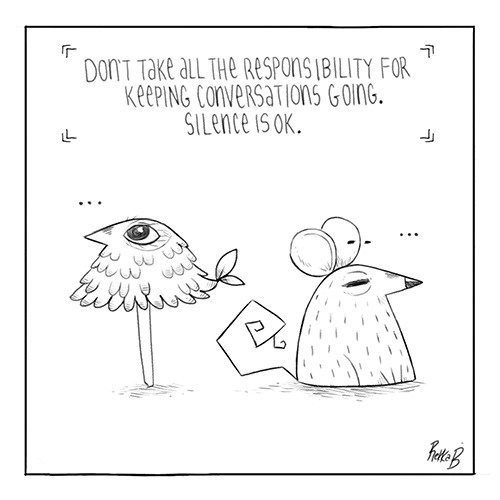 DON'T TAKE ALL THE RESPONSIBILITY FOR
KEEPING CONVERSATIONS GOING.
SILENCE IS OK.
...
...